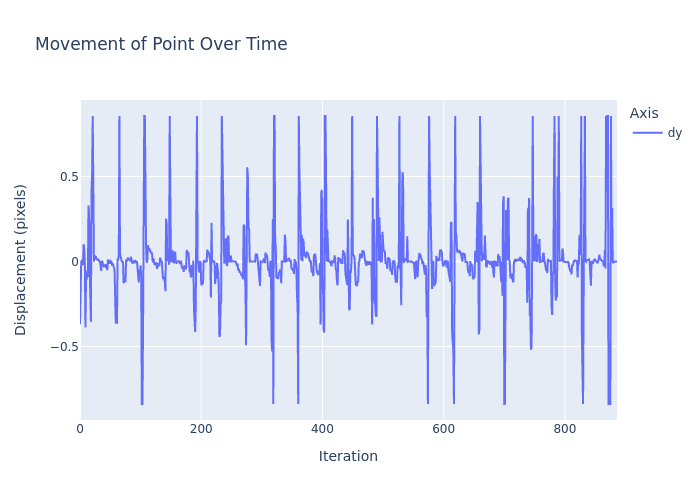 Movement of Point Over Time
Axis
dy
Displacement (pixels)
0.5
0
−0.5
0
200
400
600
800
Iteration